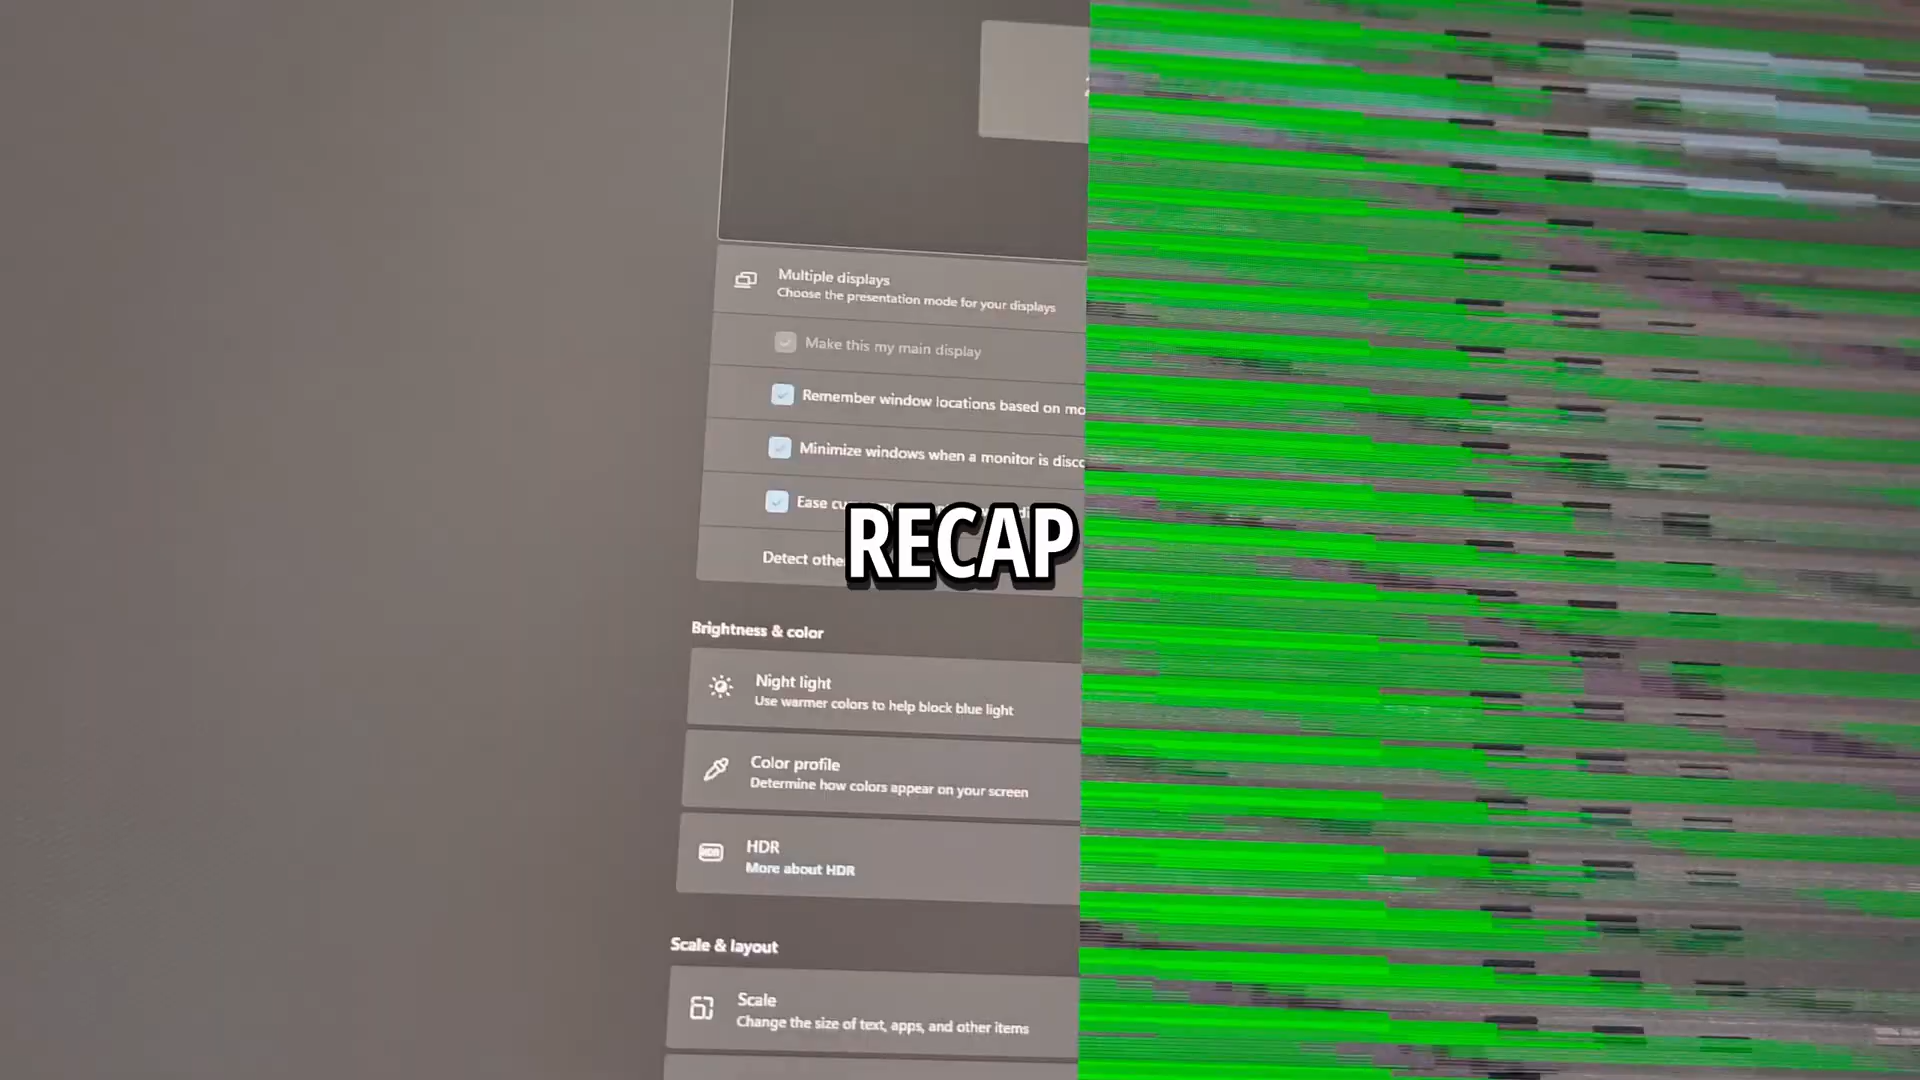 Multiple displays
Choose the presentation mode for your displays
Make this my main display
Remember window locations based on mo
Minimize windows when a monitor is disco
Ease
RECAP
Detect othe
Brightness & color
Night light
Use warmer colors to help block blue light
Color profile
Determine how colors appear on your screen
HDR
HDR
More about HDR
Scale & layout
Scale
Change the size of text, apps, and other items